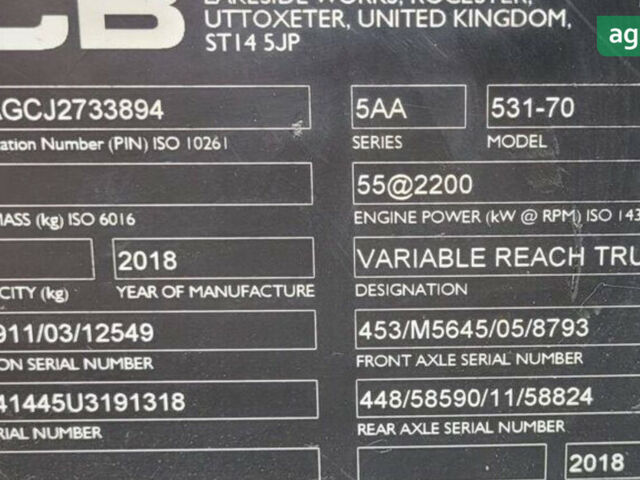 CB
LAKESIDE WORKS, ROCESTER,
UTTOXETER, UNITED KINGDOM,
ST14 5JP
ag
GCJ2733894 5AA 531-70
ation Number (PIN) ISO 10261 SERIES MODEL
55@2200
MASS (kg) ISO 6016 ENGINE POWER (kW @ RPM) ISO 143
2018 VARIABLE REACH TRU
CITY (kg) YEAR OF MANUFACTURE DESIGNATION
911/03/12549 453/M5645/05/8793
ON SERIAL NUMBER FRONT AXLE SERIAL NUMBER
41445U3191318 448/58590/11/58824
RIAL NUMBER REAR AXLE SERIAL NUMBER
2018